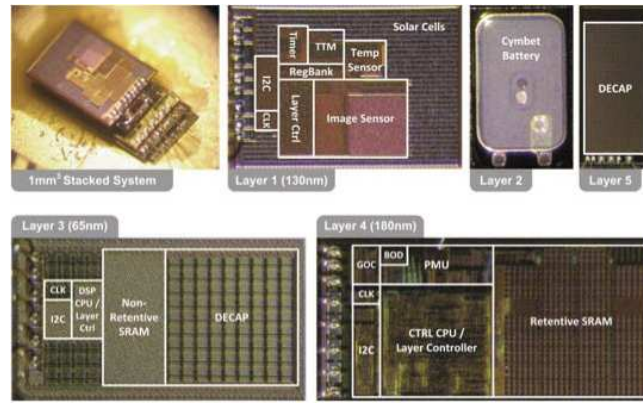 Timer
TTM
Temp
Sensor
Solar Cells
RegBank
I2C
CLK
Layer Ctrl
Image Sensor
Cymbet
Battery
DECAP
1mm³ Stacked System
Layer 1 (130nm)
Layer 2
Layer 5
Layer 3 (65nm)
Layer 4 (180nm)
CLK
I2C
DSP
CPU /
Layer
Ctrl
Non-
Retentive
SRAM
DECAP
GOC
BOD
PMU
CLK
I2C
CTRL CPU /
Layer Controller
Retentive SRAM